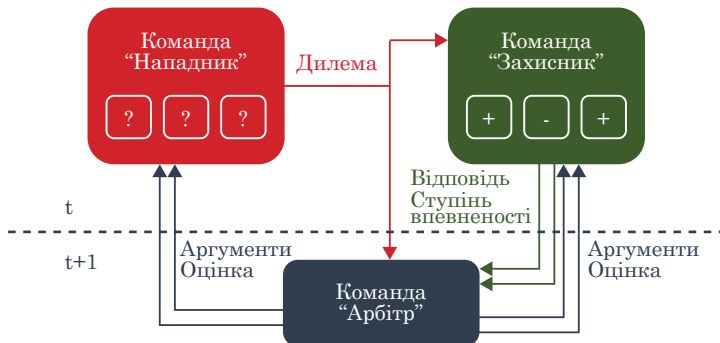 Команда
“Нападник”
? ? ?
Дилема
Команда
“Захисник”
+ - +
Відповідь
Ступінь
впевненості
t
t+1
Аргументи
Оцінка
Аргументи
Оцінка
Команда
“Арбітр”